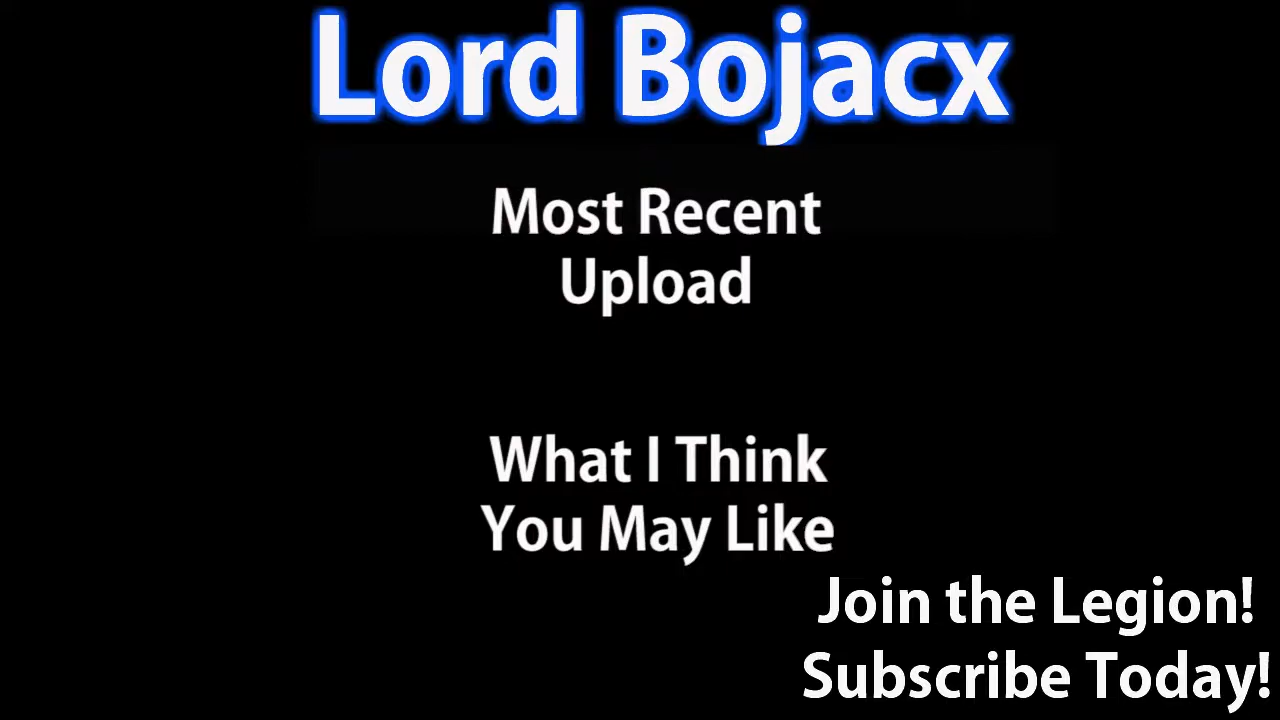 Lord Bojacx
Most Recent
Upload
What I Think
You May Like
Join the Legion!
Subscribe Today!